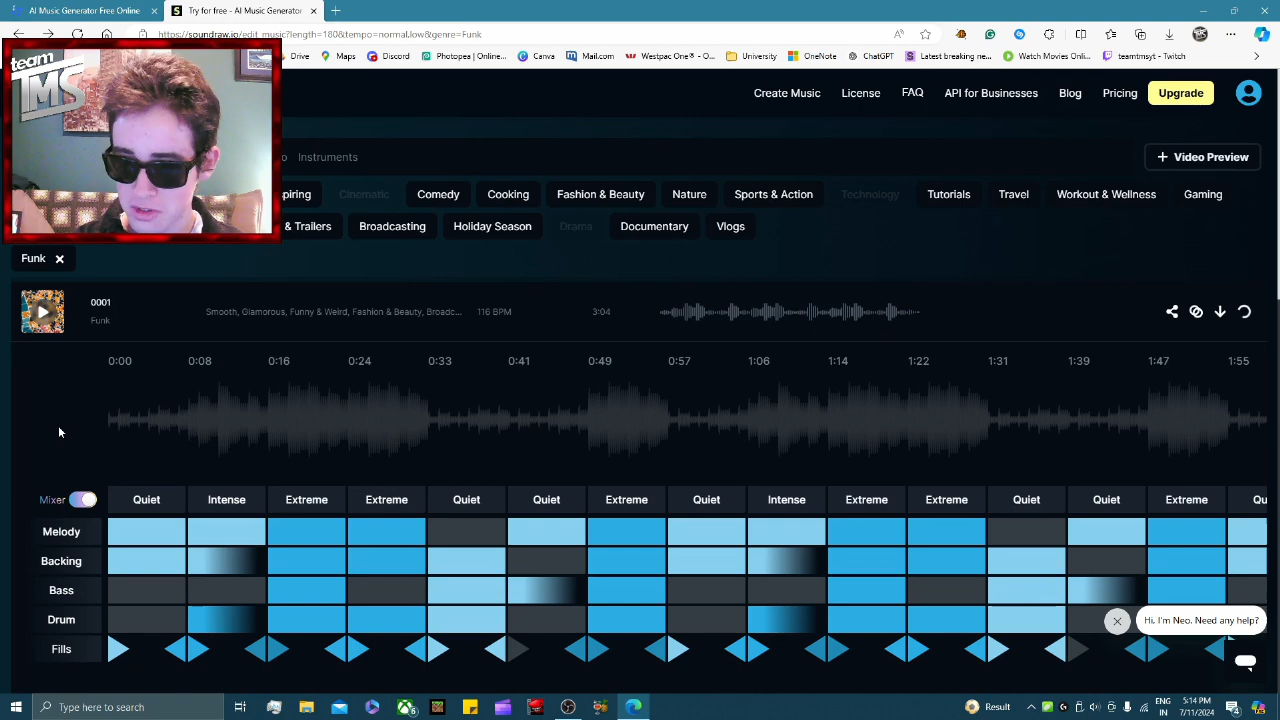 AI Music Generator Free Online
Try for free - AI Music Generator
https://soundraw.io/edit_music?length=180&tempo=normal,low&genre=Funk
YouTube Maps Discord Photopea | Online... Canva Mail.com Westpac One® - O... University OneNote ChatGPT Latest breaking ne... Watch Movies Onli... teammsyt - Twitch
team
TMS
Create Music License FAQ API for Businesses Blog Pricing Upgrade
Instruments
+ Video Preview
Comedy Cooking Fashion & Beauty Nature Sports & Action Technology Tutorials Travel Workout & Wellness Gaming
Cinematic
& Trailers Broadcasting Holiday Season Drama Documentary Vlogs
Funk
0001
Funk
Smooth, Glamorous, Funny & Weird, Fashion & Beauty, Broadc... 116 BPM 3:04
0:00 0:08 0:16 0:24 0:33 0:41 0:49 0:57 1:06 1:14 1:22 1:31 1:39 1:47 1:55
Mixer Quiet Intense Extreme Extreme Quiet Quiet Extreme Quiet Intense Extreme Extreme Quiet Quiet Extreme Qu
Melody
Backing
Bass
Drum
Hi. I'm Neo. Need any help?
Fills
Type here to search
Result
ENG
IN
5:14 PM
7/11/2024